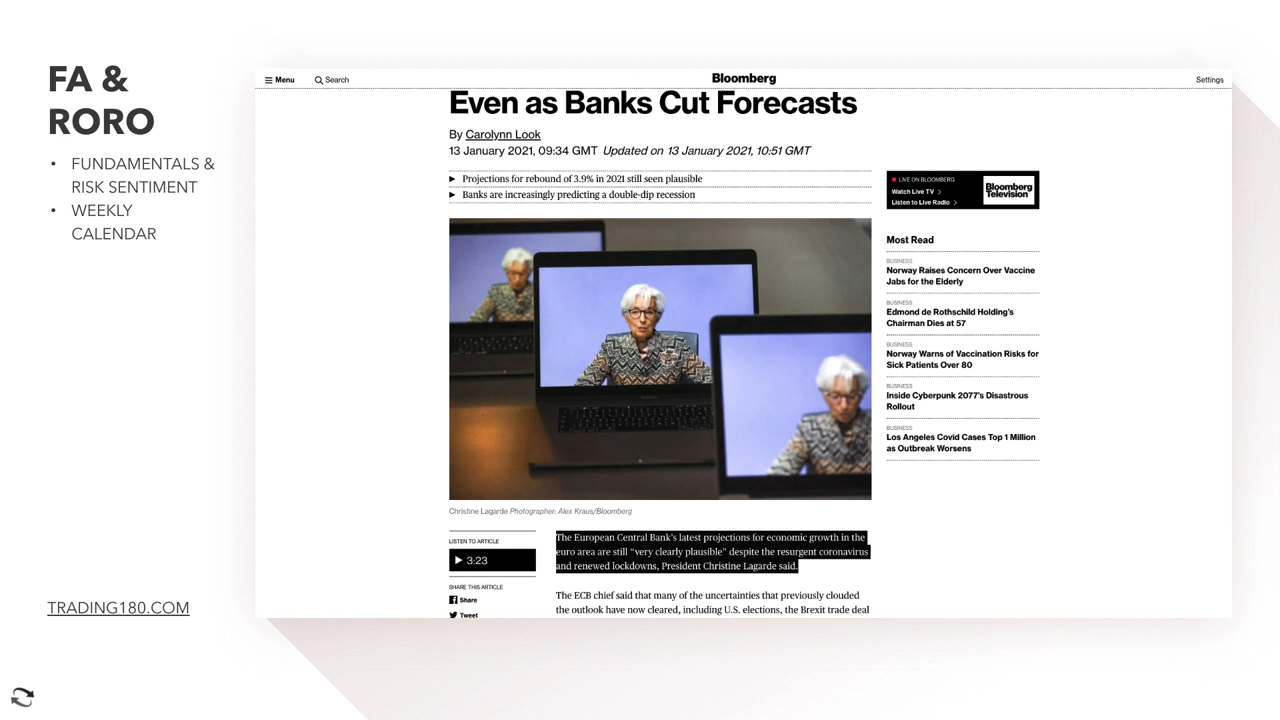 FA &
RORO
• FUNDAMENTALS &
RISK SENTIMENT
• WEEKLY
CALENDAR
TRADING180.COM
Menu
Search
Bloomberg
Settings
Even as Banks Cut Forecasts
By Carolynn Look
13 January 2021, 09:34 GMT Updated on 13 January 2021, 10:51 GMT
► Projections for rebound of 3.9% in 2021 still seen plausible
► Banks are increasingly predicting a double-dip recession
Christine Lagarde Photographer: Alex Kraus/Bloomberg
LISTEN TO ARTICLE
3:23
SHARE THIS ARTICLE
Share
Tweet
The European Central Bank's latest projections for economic growth in the
euro area are still “very clearly plausible” despite the resurgent coronavirus
and renewed lockdowns, President Christine Lagarde said.
The ECB chief said that many of the uncertainties that previously clouded
the outlook have now cleared, including U.S. elections, the Brexit trade deal
LIVE ON BLOOMBERG
Watch Live TV >
Listen to Live Radio >
Bloomberg
Television
Most Read
BUSINESS
Norway Raises Concern Over Vaccine
Jabs for the Elderly
BUSINESS
Edmond de Rothschild Holding's
Chairman Dies at 57
BUSINESS
Norway Warns of Vaccination Risks for
Sick Patients Over 80
BUSINESS
Inside Cyberpunk 2077's Disastrous
Rollout
BUSINESS
Los Angeles Covid Cases Top 1 Million
as Outbreak Worsens